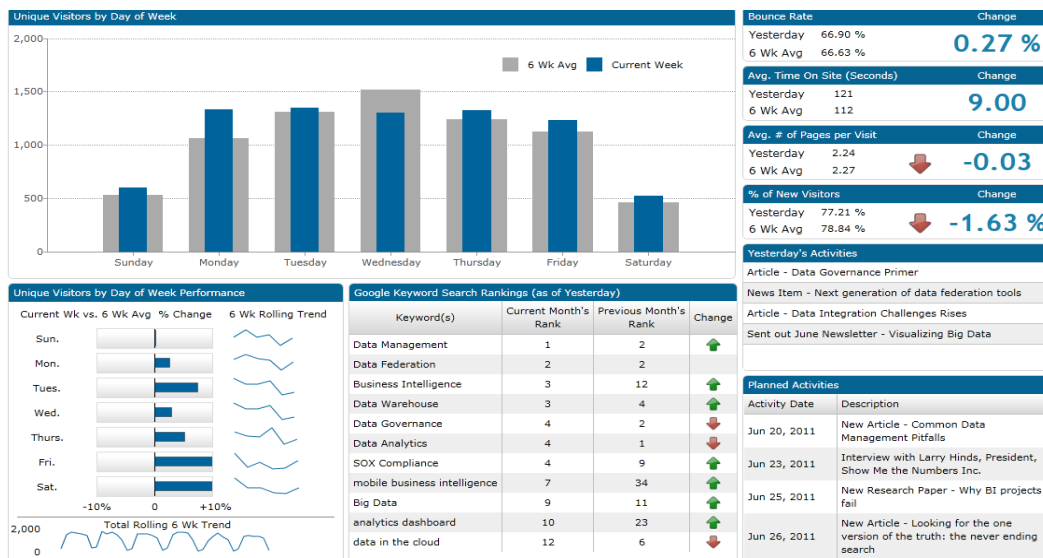 Unique Visitors by Day of Week
2,000
1,500
1,000
500
0
6 Wk Avg Current Week
Sunday Monday Tuesday Wednesday Thursday Friday Saturday
Bounce Rate Change
Yesterday 66.90 %
6 Wk Avg 66.63 %
0.27 %
Avg. Time On Site (Seconds) Change
Yesterday 121
6 Wk Avg 112
9.00
Avg. # of Pages per Visit Change
Yesterday 2.24
6 Wk Avg 2.27
-0.03
% of New Visitors Change
Yesterday 77.21 %
6 Wk Avg 78.84 %
-1.63 %
Yesterday's Activities
Article - Data Governance Primer
News Item - Next generation of data federation tools
Article - Data Integration Challenges Rises
Sent out June Newsletter - Visualizing Big Data
Unique Visitors by Day of Week Performance
Current Wk vs. 6 Wk Avg % Change 6 Wk Rolling Trend
Sun.
Mon.
Tues.
Wed.
Thurs.
Fri.
Sat.
-10% 0 +10%
Total Rolling 6 Wk Trend
2,000
0
Google Keyword Search Rankings (as of Yesterday)
Keyword(s) Current Month's Rank Previous Month's Rank Change
Data Management 1 2
Data Federation 2 2
Business Intelligence 3 12
Data Warehouse 3 4
Data Governance 4 2
Data Analytics 4 1
SOX Compliance 4 9
mobile business intelligence 7 34
Big Data 9 11
analytics dashboard 10 23
data in the cloud 12 6
Planned Activities
Activity Date Description
Jun 20, 2011 New Article - Common Data
Management Pitfalls
Jun 23, 2011 Interview with Larry Hinds, President,
Show Me the Numbers Inc.
Jun 25, 2011 New Research Paper - Why BI projects
fail
Jun 26, 2011 New Article - Looking for the one
version of the truth: the never ending
search